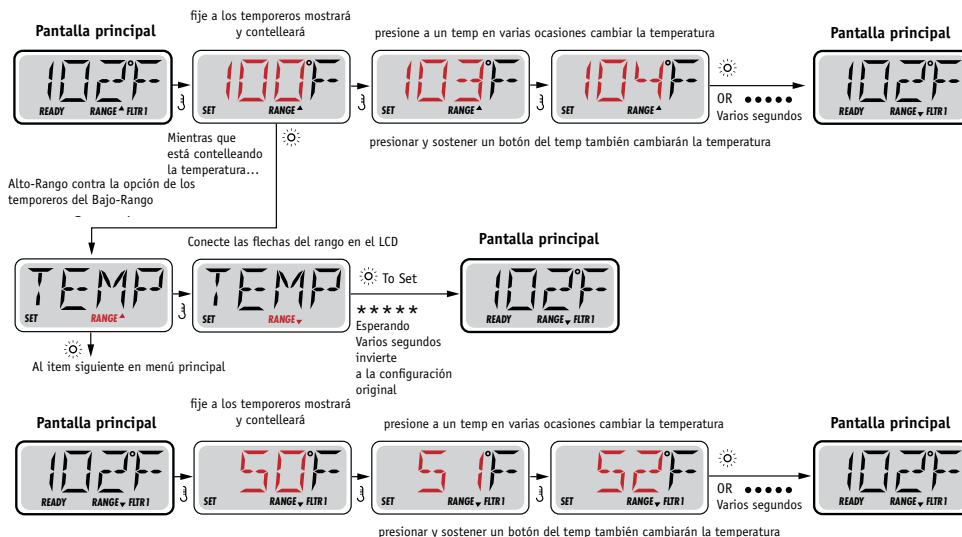 fije a los temporeros mostrará
y contelleará
Pantalla principal
presione a un temp en varias ocasiones cambiar la temperatura
Pantalla principal
102°F
READY RANGE FLTR1
100°F
SET RANGE
103°F
SET RANGE
104°F
SET RANGE
OR
Varios segundos
102°F
READY RANGE FLTR1
Mientras que
está contelleando
la temperatura...
presionar y sostener un botón del temp también cambiarán la temperatura
Alto-Rango contra la opción de los
temporeros del Bajo-Rango
Conecte las flechas del rango en el LCD
Pantalla principal
TEMP
SET RANGE
TEMP
SET RANGE
To Set
*****
Esperando
Varios segundos
invierte
a la configuración
original
102°F
READY RANGE FLTR1
Al item siguiente en menú principal
fije a los temporeros mostrará
y contelleará
Pantalla principal
presione a un temp en varias ocasiones cambiar la temperatura
Pantalla principal
102°F
READY RANGE FLTR1
50°F
SET RANGE FLTR1
51°F
SET RANGE FLTR1
52°F
SET RANGE FLTR1
OR
Varios segundos
102°F
READY RANGE FLTR1
presionar y sostener un botón del temp también cambiarán la temperatura